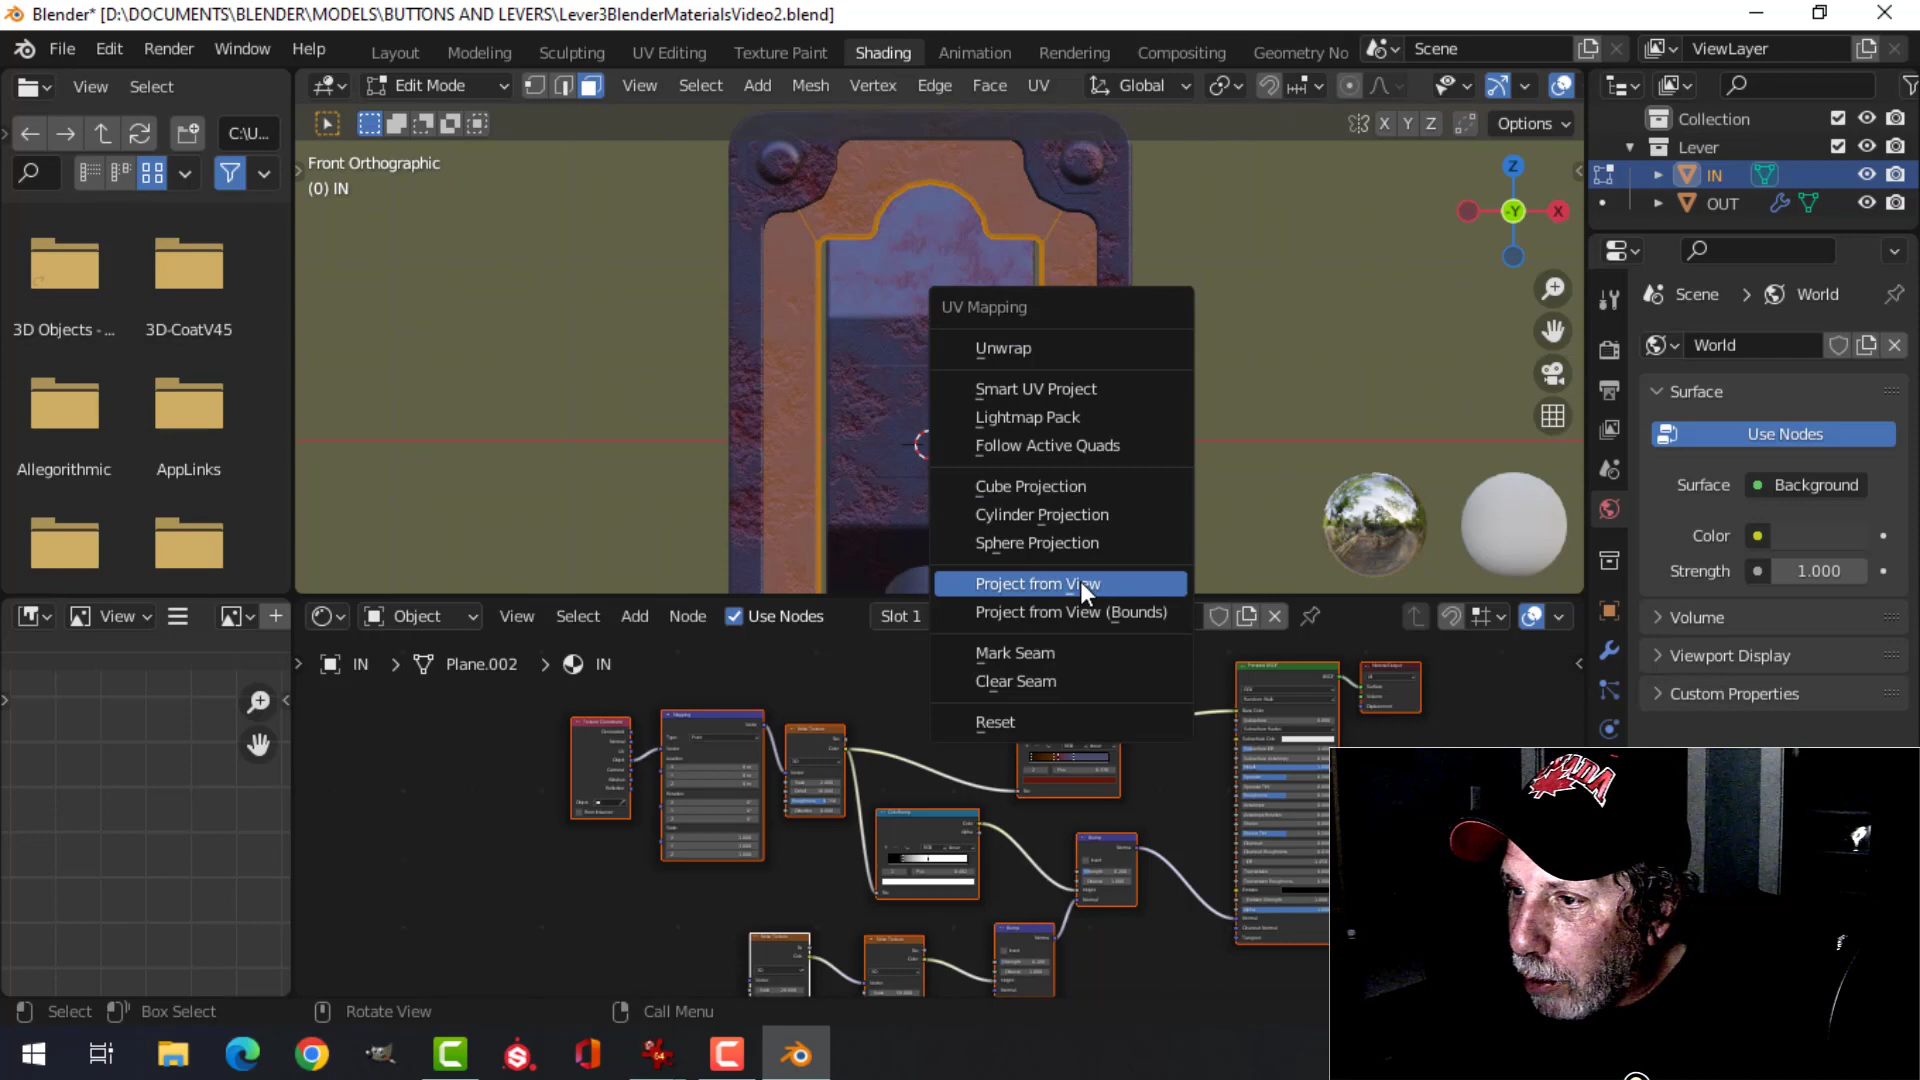 Blender* [D:\DOCUMENTS\BLENDER\MODELS\BUTTONS AND LEVERS\Lever3BlenderMaterialsVideo2.blend]
File Edit Render Window Help
Layout Modeling Sculpting UV Editing Texture Paint Shading Animation Rendering Compositing Geometry No
Scene
ViewLayer
View Select
Edit Mode
View Select Add Mesh Vertex Edge Face UV
Global
C:\U...
X Y Z
Options
Front Orthographic
(0) IN
Z
-Y
X
Collection
Lever
IN
OUT
Scene > World
World
Surface
Use Nodes
Surface Background
Color
Strength 1.000
Volume
Viewport Display
Custom Properties
3D Objects - ...
3D-CoatV45
Allegorithmic
AppLinks
UV Mapping
Unwrap
Smart UV Project
Lightmap Pack
Follow Active Quads
Cube Projection
Cylinder Projection
Sphere Projection
Project from View
Project from View (Bounds)
Mark Seam
Clear Seam
Reset
View
Object
View Select Add Node
Use Nodes
Slot 1
IN > Plane.002 > IN
Mapping
Select
Box Select
Rotate View
Call Menu